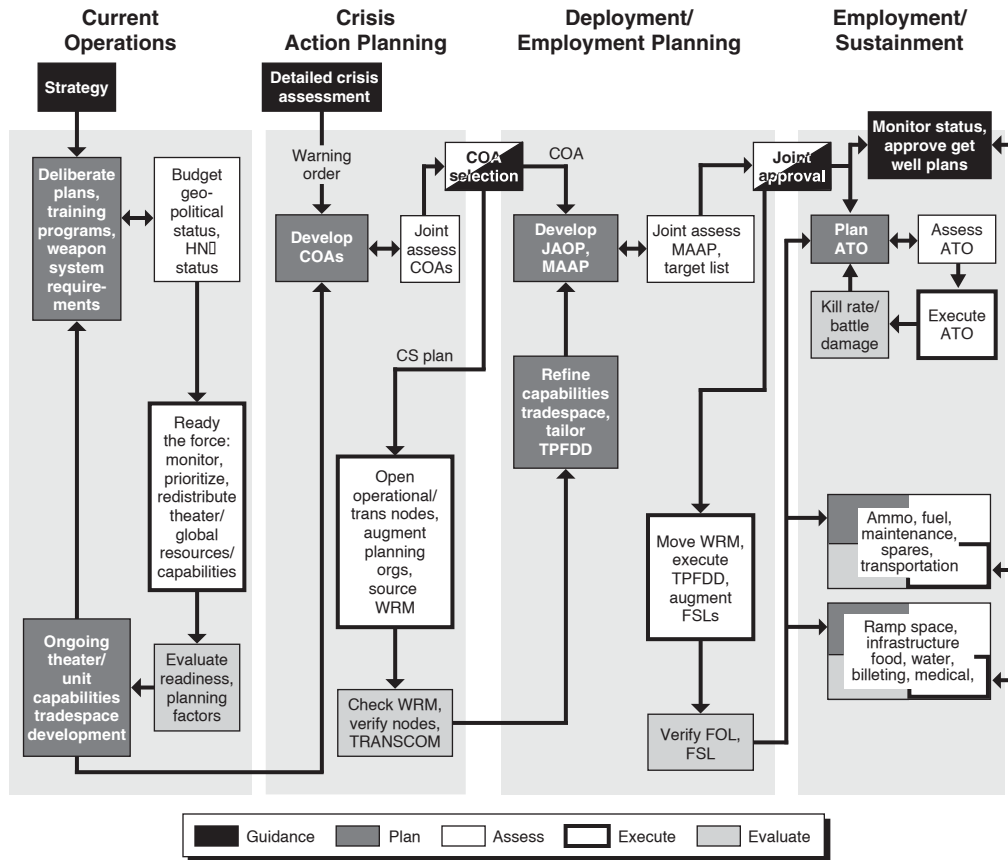 Current
Operations
Crisis
Action Planning
Deployment/
Employment Planning
Employment/
Sustainment
Strategy
Deliberate
plans,
training
programs,
weapon
system
require-
ments
Budget
geo-
political
status,
HN▯
status
Ready
the force:
monitor,
prioritize,
redistribute
theater/
global
resources/
capabilities
Ongoing
theater/
unit
capabilities
tradespace
development
Evaluate
readiness,
planning
factors
Detailed crisis
assessment
Warning
order
Develop
COAs
Joint
assess
COAs
COA
selection
CS plan
Open
operational/
trans nodes,
augment
planning
orgs,
source
WRM
Check WRM,
verify nodes,
TRANSCOM
COA
Develop
JAOP,
MAAP
Joint assess
MAAP,
target list
Joint
approval
Refine
capabilities
tradespace,
tailor
TPFDD
Move WRM,
execute
TPFDD,
augment
FSLs
Verify FOL,
FSL
Monitor status,
approve get
well plans
Plan
ATO
Assess
ATO
Kill rate/
battle
damage
Execute
ATO
Ammo, fuel,
maintenance,
spares,
transportation
Ramp space,
infrastructure
food, water,
billeting, medical,
Guidance
Plan
Assess
Execute
Evaluate